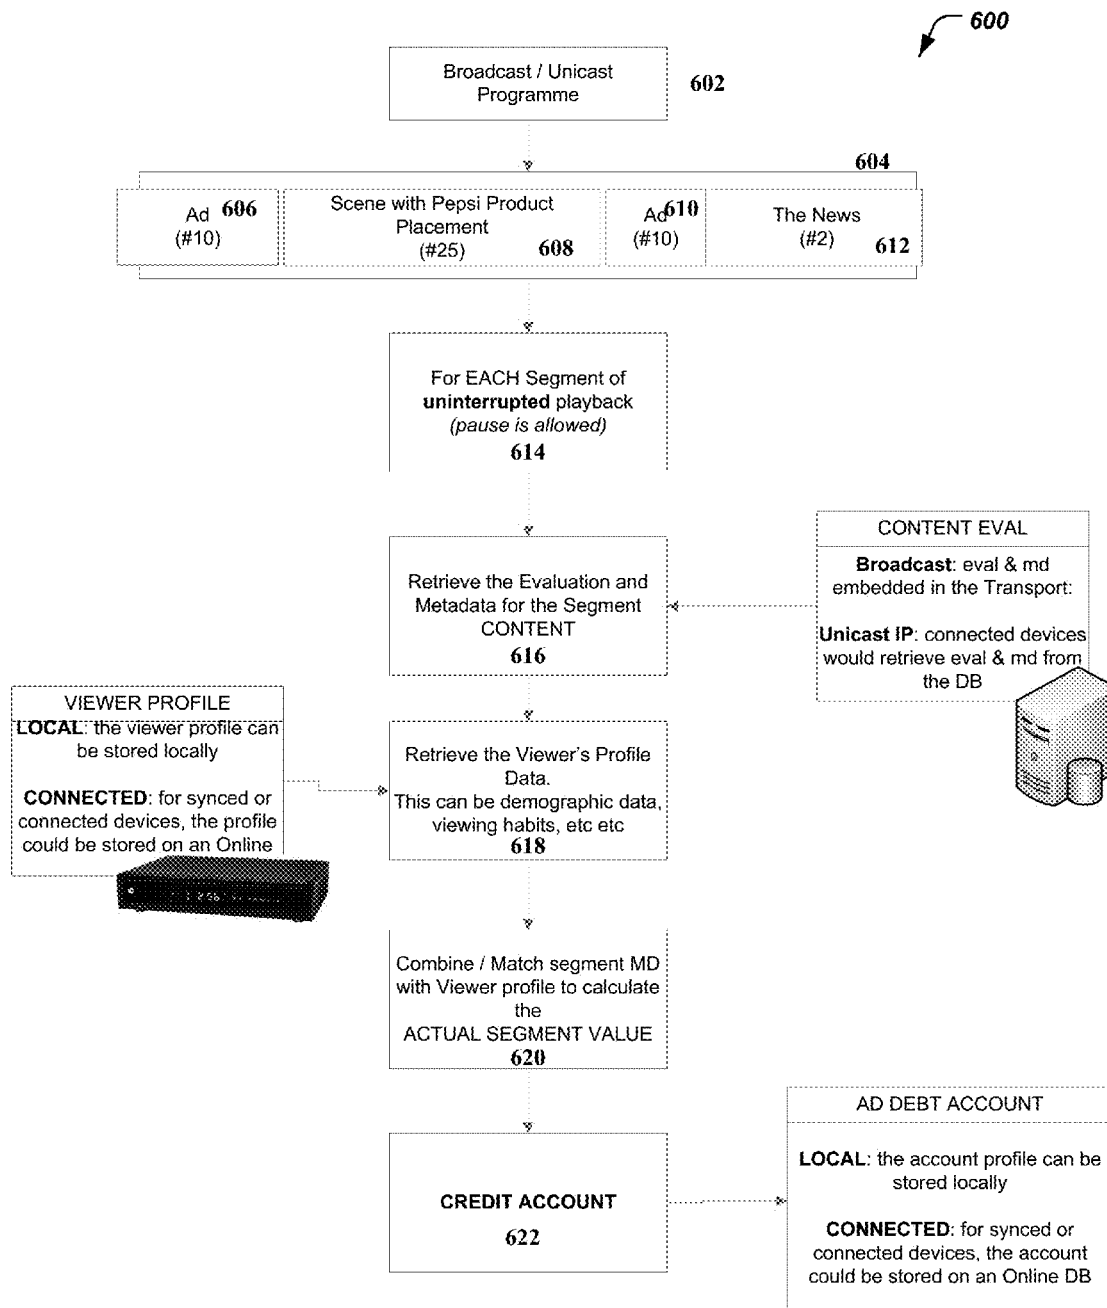 600
Broadcast / Unicast
Programme
602
604
Ad 606
(#10)
Scene with Pepsi Product
Placement
(#25) 608
Ad 610
(#10)
The News
(#2) 612
For EACH Segment of
uninterrupted playback
(pause is allowed)
614
CONTENT EVAL
Broadcast: eval & md
embedded in the Transport:
Unicast IP: connected devices
would retrieve eval & md from
the DB
Retrieve the Evaluation and
Metadata for the Segment
CONTENT
616
VIEWER PROFILE
LOCAL: the viewer profile can
be stored locally
CONNECTED: for synced or
connected devices, the profile
could be stored on an Online
Retrieve the Viewer's Profile
Data.
This can be demographic data,
viewing habits, etc etc
618
Combine / Match segment MD
with Viewer profile to calculate
the
ACTUAL SEGMENT VALUE
620
CREDIT ACCOUNT
622
AD DEBT ACCOUNT
LOCAL: the account profile can be
stored locally
CONNECTED: for synced or
connected devices, the account
could be stored on an Online DB